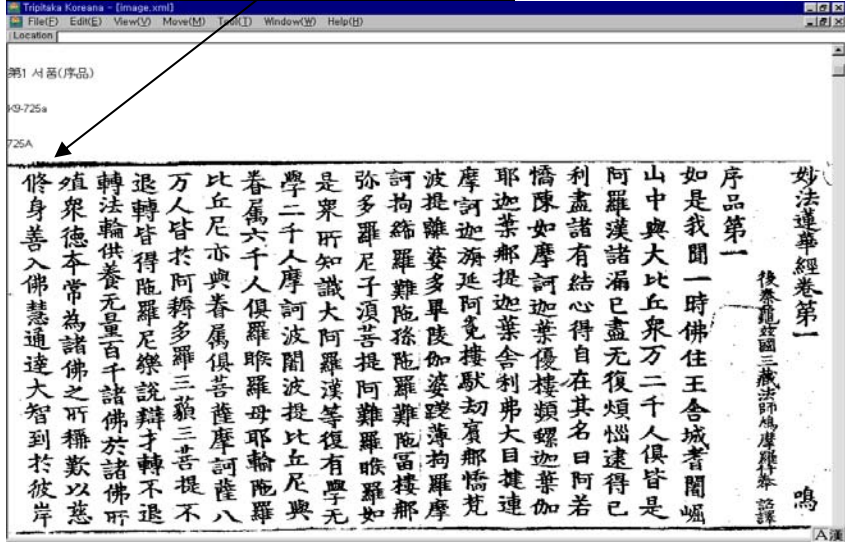 Tripitaka Koreana - [image.xml]
File(F) Edit(E) View(V) Move(M) Tool(T) Window(W) Help(H)
Location
第1 서품(序品)
K9-725a
725A
妙法蓮華經卷第一 鳴
後秦龜玆國三藏法師鳩摩羅什奉 詔譯
序品第一
如是我聞一時佛住王舍城耆闍崛
山中與大比丘衆万二千人俱皆是
阿羅漢諸漏已盡无復煩惱逮得已
利盡諸有結心得自在其名曰阿若
憍陳如摩訶迦葉優樓頻螺迦葉伽
耶迦葉那提迦葉舍利弗大目揵連
摩訶迦旃延阿㝹樓馱劫賓那憍梵
波提離婆多畢陵伽婆蹉薄拘羅摩
訶拘絺羅難陁孫陁羅難陁富樓那
弥多羅尼子須菩提阿難羅睺羅如
是衆所知識大阿羅漢等復有學无
學二千人摩訶波闍波提比丘尼與
眷屬六千人俱羅睺羅母耶輸陁羅
比丘尼亦與眷屬俱菩薩摩訶薩八
万人皆於阿耨多羅三藐三菩提不
退轉皆得陁羅尼樂說辯才轉不退
轉法輪供養无量百千諸佛於諸佛所
殖衆德本常為諸佛之所稱歎以慈
脩身善入佛慧通達大智到於彼岸
A漢